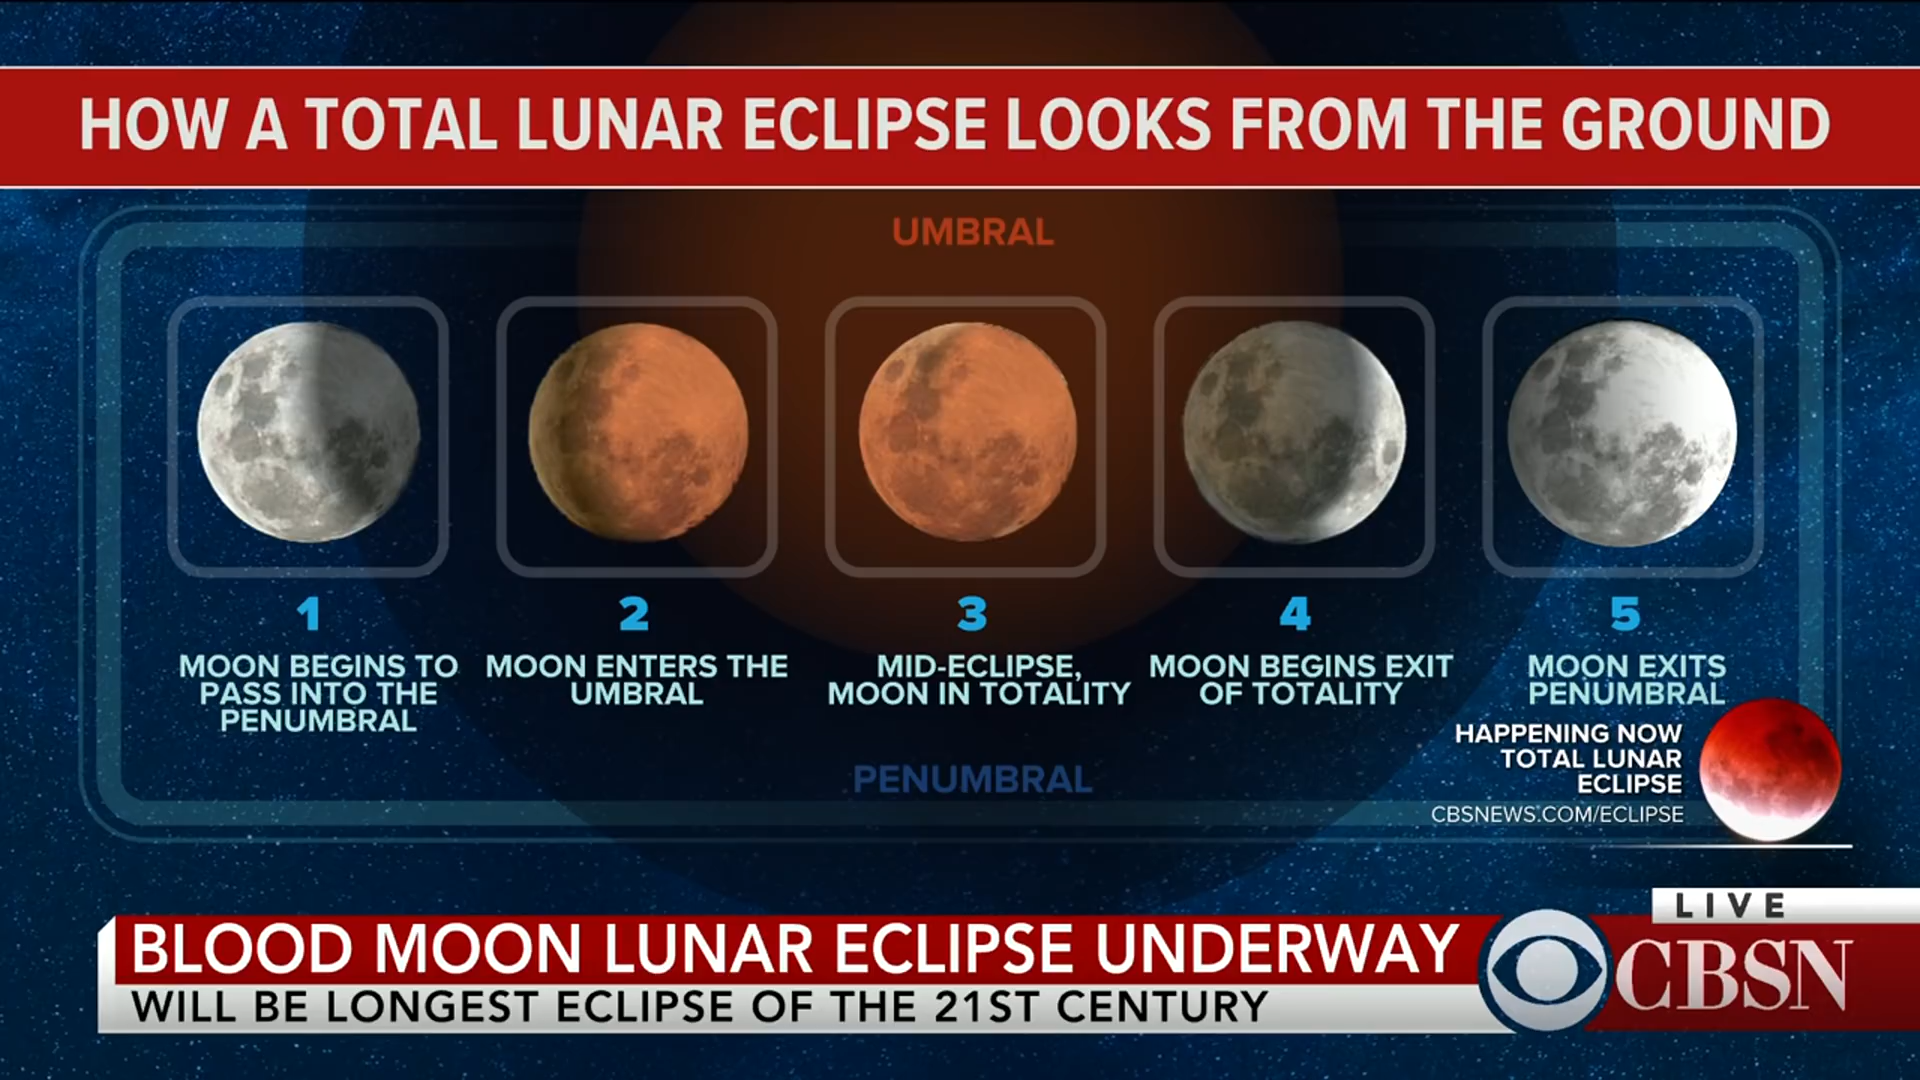 HOW A TOTAL LUNAR ECLIPSE LOOKS FROM THE GROUND
UMBRAL
1
MOON BEGINS TO
PASS INTO THE
PENUMBRAL
2
MOON ENTERS THE
UMBRAL
3
MID-ECLIPSE,
MOON IN TOTALITY
4
MOON BEGINS EXIT
OF TOTALITY
5
MOON EXITS
PENUMBRAL
PENUMBRAL
HAPPENING NOW
TOTAL LUNAR
ECLIPSE
CBSNEWS.COM/ECLIPSE
LIVE
BLOOD MOON LUNAR ECLIPSE UNDERWAY
WILL BE LONGEST ECLIPSE OF THE 21ST CENTURY
CBSN